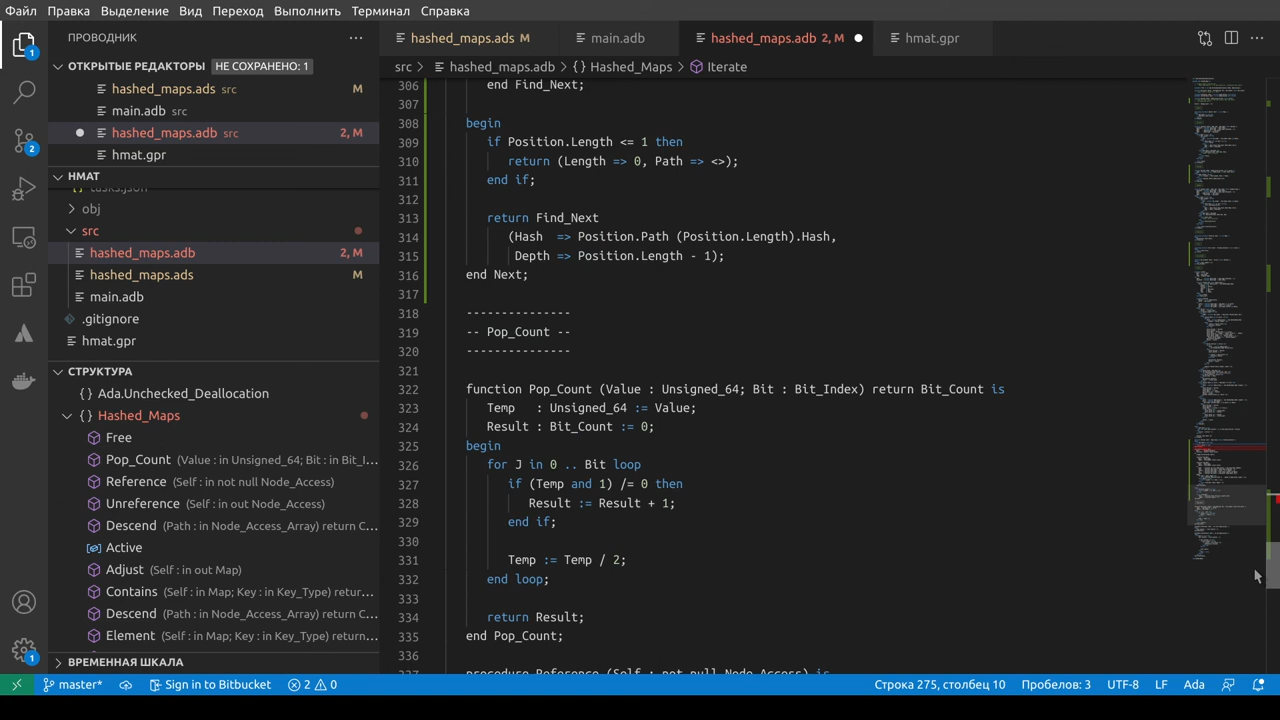 Файл Правка Выделение Вид Переход Выполнить Терминал Справка
ПРОВОДНИК
ОТКРЫТЫЕ РЕДАКТОРЫ НЕ СОХРАНЕНО: 1
hashed_maps.ads src M
main.adb src
hashed_maps.adb src 2, M
hmat.gpr
HMAT
tasks.json
obj
src
hashed_maps.adb 2, M
hashed_maps.ads M
main.adb
.gitignore
hmat.gpr
СТРУКТУРА
{ } Ada.Unchecked_Deallocation
{ } Hashed_Maps
Free
Pop_Count (Value : in Unsigned_64; Bit : in Bit_I...
Reference (Self : in not null Node_Access)
Unreference (Self : in out Node_Access)
Descend (Path : in Node_Access_Array) return C...
Active
Adjust (Self : in out Map)
Contains (Self : in Map; Key : in Key_Type) retur...
Descend (Path : in Node_Access_Array) return C...
Element (Self : in Map; Key : in Key_Type) return...
ВРЕМЕННАЯ ШКАЛА
hashed_maps.ads M main.adb hashed_maps.adb 2, M hmat.gpr
src > hashed_maps.adb > { } Hashed_Maps > Iterate
306 end Find_Next;
307
308 begin
309 if Position.Length <= 1 then
310 return (Length => 0, Path => <>);
311 end if;
312
313 return Find_Next
314 (Hash => Position.Path (Position.Length).Hash,
315 Depth => Position.Length - 1);
316 end Next;
317
318 ---------------
319 -- Pop_Count --
320 ---------------
321
322 function Pop_Count (Value : Unsigned_64; Bit : Bit_Index) return Bit_Count is
323 Temp : Unsigned_64 := Value;
324 Result : Bit_Count := 0;
325 begin
326 for J in 0 .. Bit loop
327 if (Temp and 1) /= 0 then
328 Result := Result + 1;
329 end if;
330
331 Temp := Temp / 2;
332 end loop;
333
334 return Result;
335 end Pop_Count;
336
337 procedure Reference (Self : not null Node_Access) is
master* Sign in to Bitbucket 2 0 Строка 275, столбец 10 Пробелов: 3 UTF-8 LF Ada